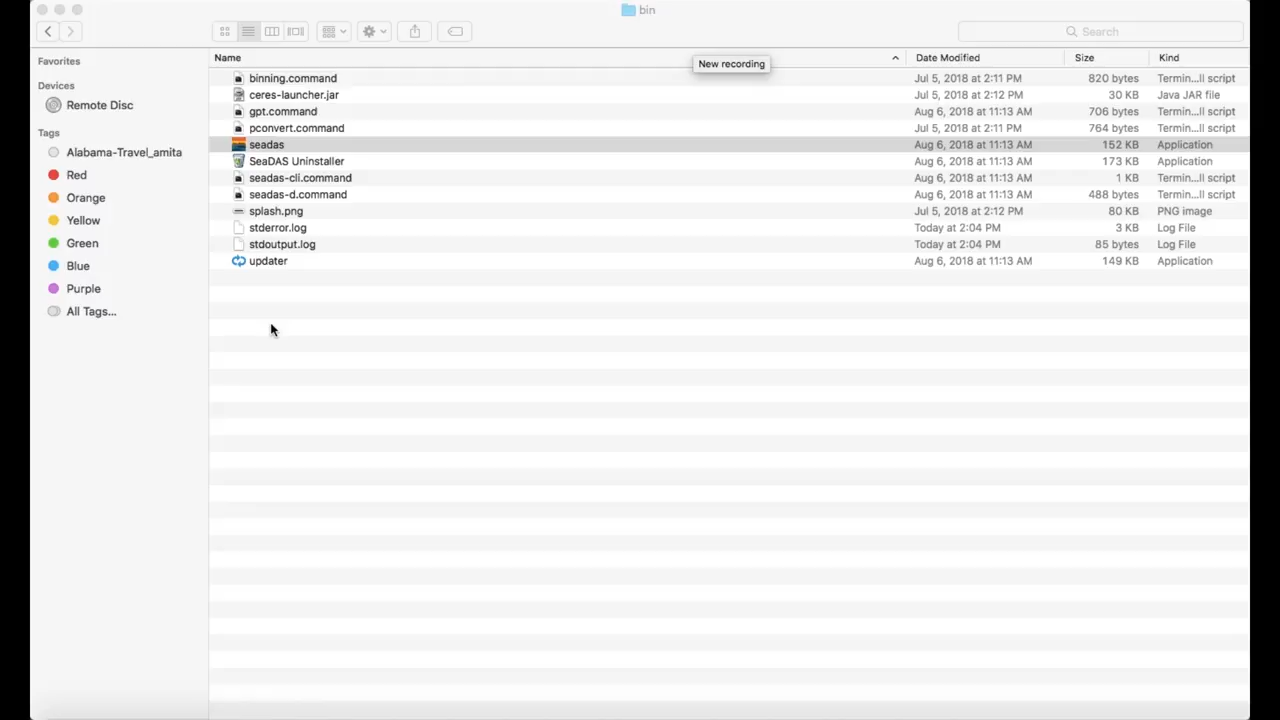 bin
Search
Favorites
Devices
Remote Disc
Tags
Alabama-Travel_amita
Red
Orange
Yellow
Green
Blue
Purple
All Tags...
Name Date Modified Size Kind
New recording
binning.command Jul 5, 2018 at 2:11 PM 820 bytes Termin...ll script
ceres-launcher.jar Jul 5, 2018 at 2:12 PM 30 KB Java JAR file
gpt.command Aug 6, 2018 at 11:13 AM 706 bytes Termin...ll script
pconvert.command Jul 5, 2018 at 2:11 PM 764 bytes Termin...ll script
seadas Aug 6, 2018 at 11:13 AM 152 KB Application
SeaDAS Uninstaller Aug 6, 2018 at 11:13 AM 173 KB Application
seadas-cli.command Aug 6, 2018 at 11:13 AM 1 KB Termin...ll script
seadas-d.command Aug 6, 2018 at 11:13 AM 488 bytes Termin...ll script
splash.png Jul 5, 2018 at 2:12 PM 80 KB PNG image
stderror.log Today at 2:04 PM 3 KB Log File
stdoutput.log Today at 2:04 PM 85 bytes Log File
updater Aug 6, 2018 at 11:13 AM 149 KB Application